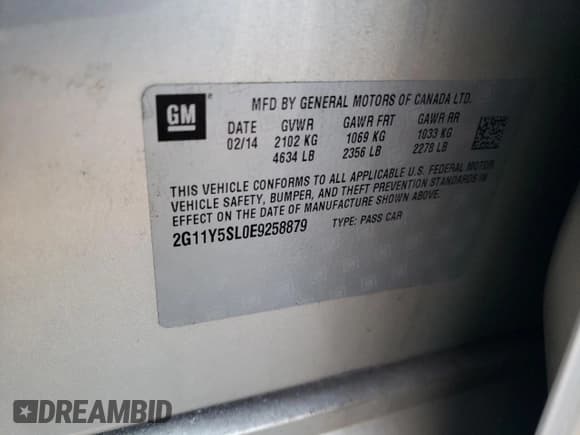 GM
MFD BY GENERAL MOTORS OF CANADA LTD.
DATE GVWR GAWR FRT GAWR RR
02/14 2102 KG 1069 KG 1033 KG
4634 LB 2356 LB 2278 LB
THIS VEHICLE CONFORMS TO ALL APPLICABLE U.S. FEDERAL MOTOR
VEHICLE SAFETY, BUMPER, AND THEFT PREVENTION STANDARDS IN
EFFECT ON THE DATE OF MANUFACTURE SHOWN ABOVE.
2G11Y5SL0E9258879 TYPE: PASS CAR
DREAMBID